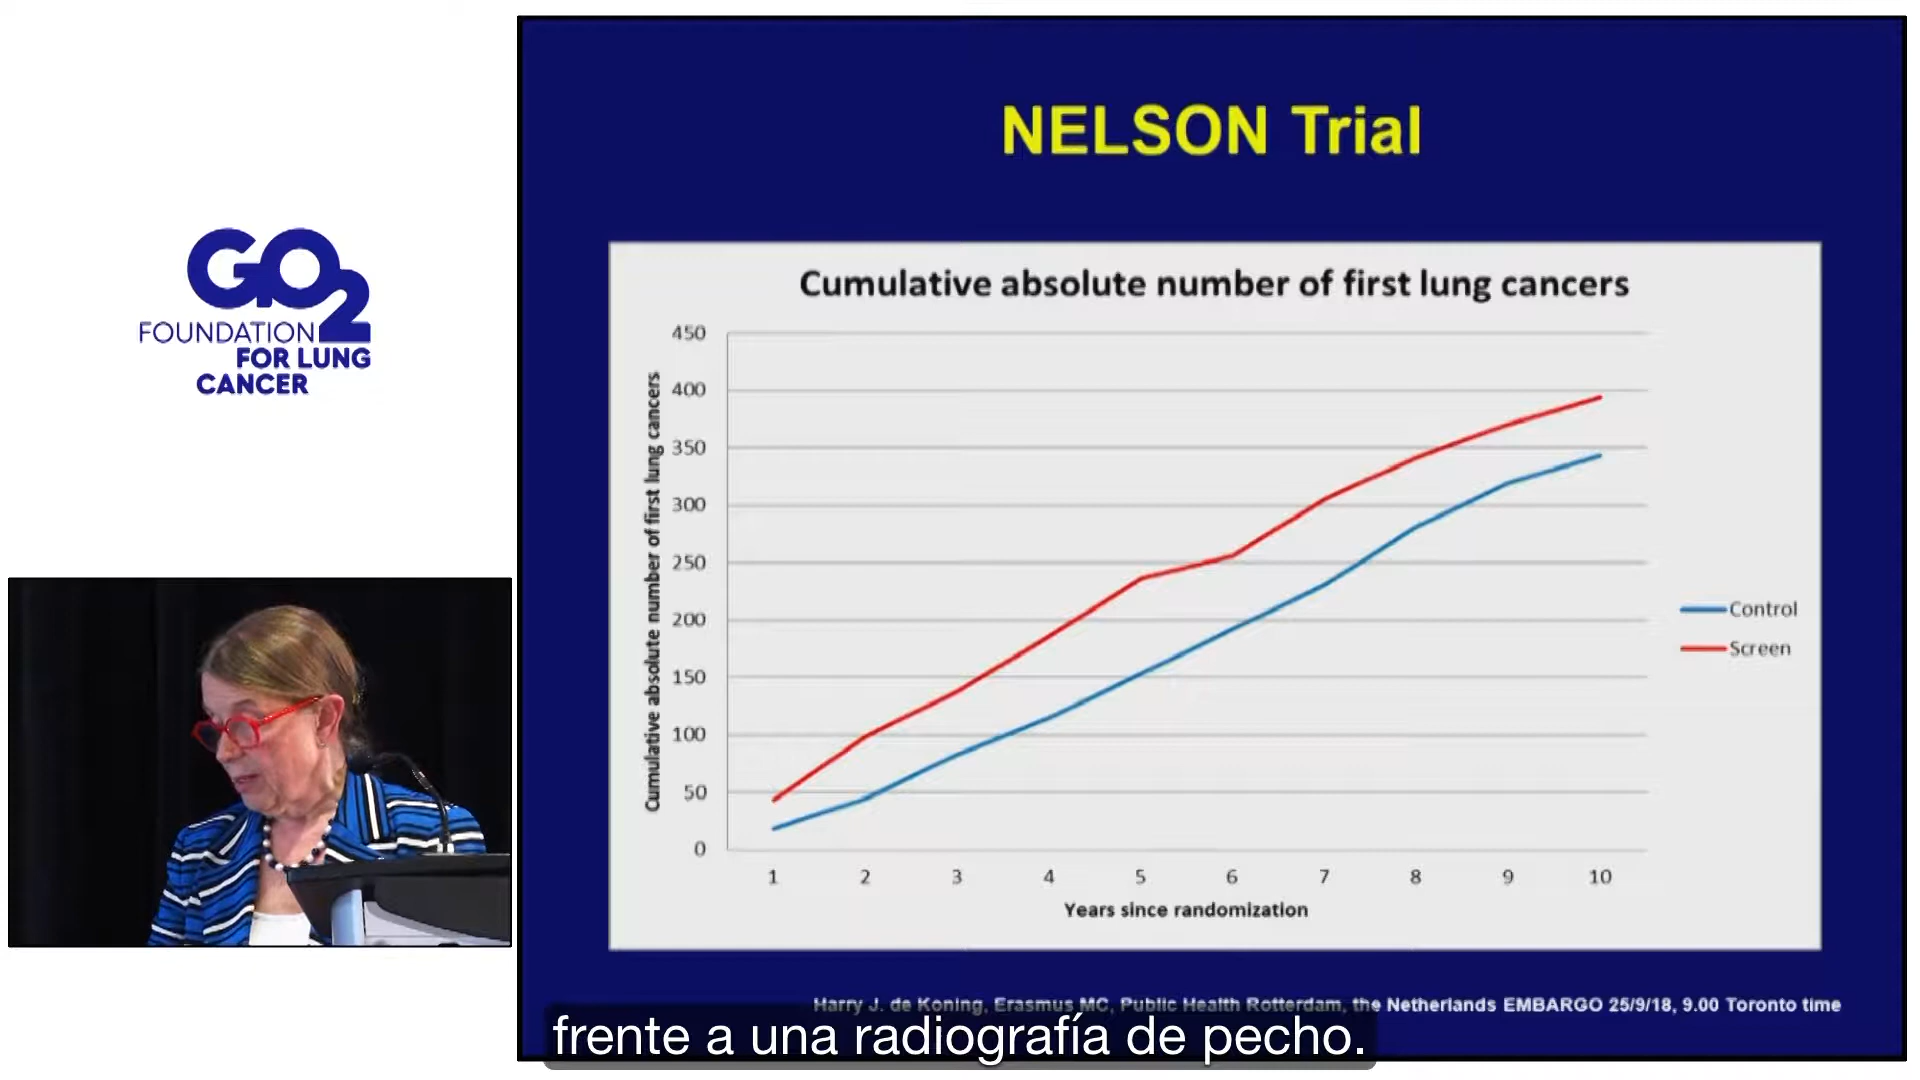 GO2
FOUNDATION
FOR LUNG
CANCER
NELSON Trial
Cumulative absolute number of first lung cancers
Cumulative absolute number of first lung cancers
450
400
350
300
250
200
150
100
50
0
1 2 3 4 5 6 7 8 9 10
Years since randomization
Control
Screen
Harry J. de Koning, Erasmus MC, Public Health Rotterdam, the Netherlands EMBARGO 25/9/18, 9.00 Toronto time
frente a una radiografía de pecho.